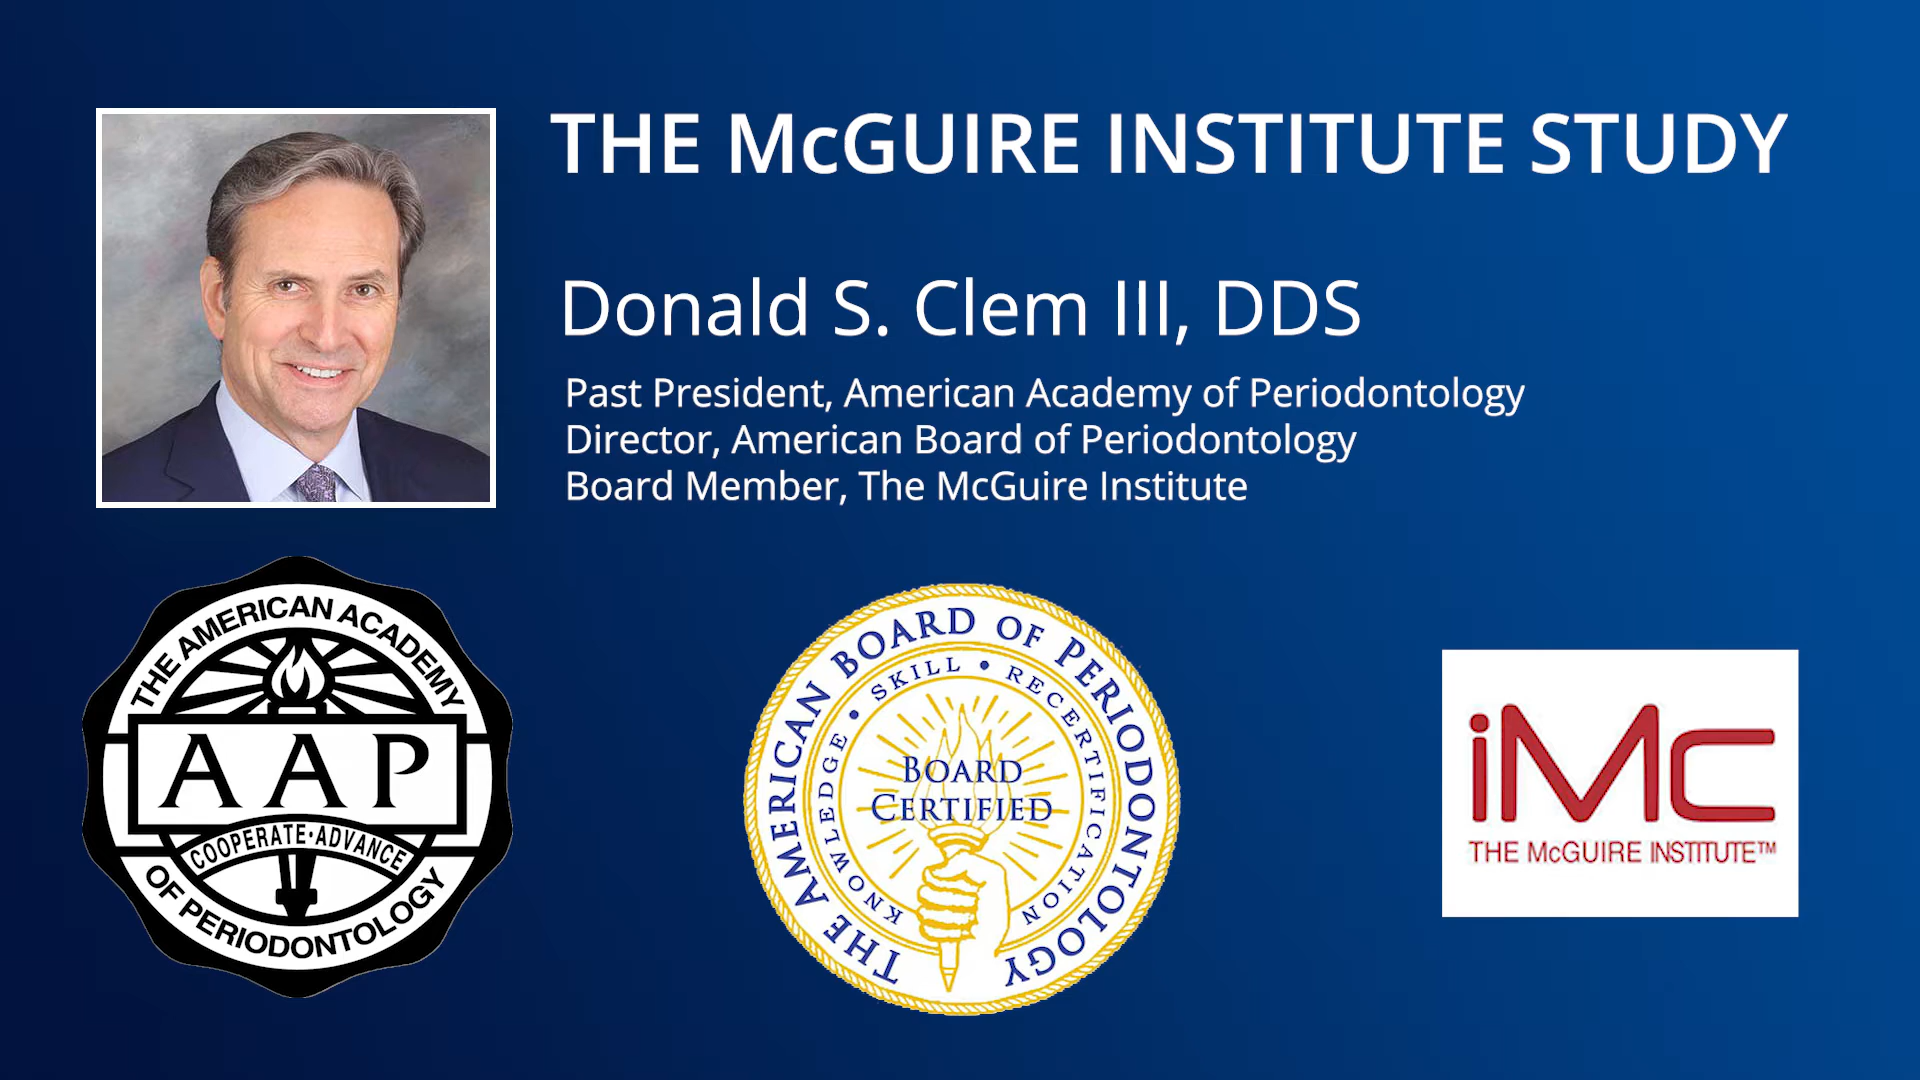 THE McGUIRE INSTITUTE STUDY
Donald S. Clem III, DDS
Past President, American Academy of Periodontology
Director, American Board of Periodontology
Board Member, The McGuire Institute
THE AMERICAN ACADEMY
AAP
COOPERATE•ADVANCE
OF PERIODONTOLOGY
THE AMERICAN BOARD OF PERIODONTOLOGY
KNOWLEDGE • SKILL • RECERTIFICATION
BOARD
CERTIFIED
iMc
THE McGUIRE INSTITUTE™